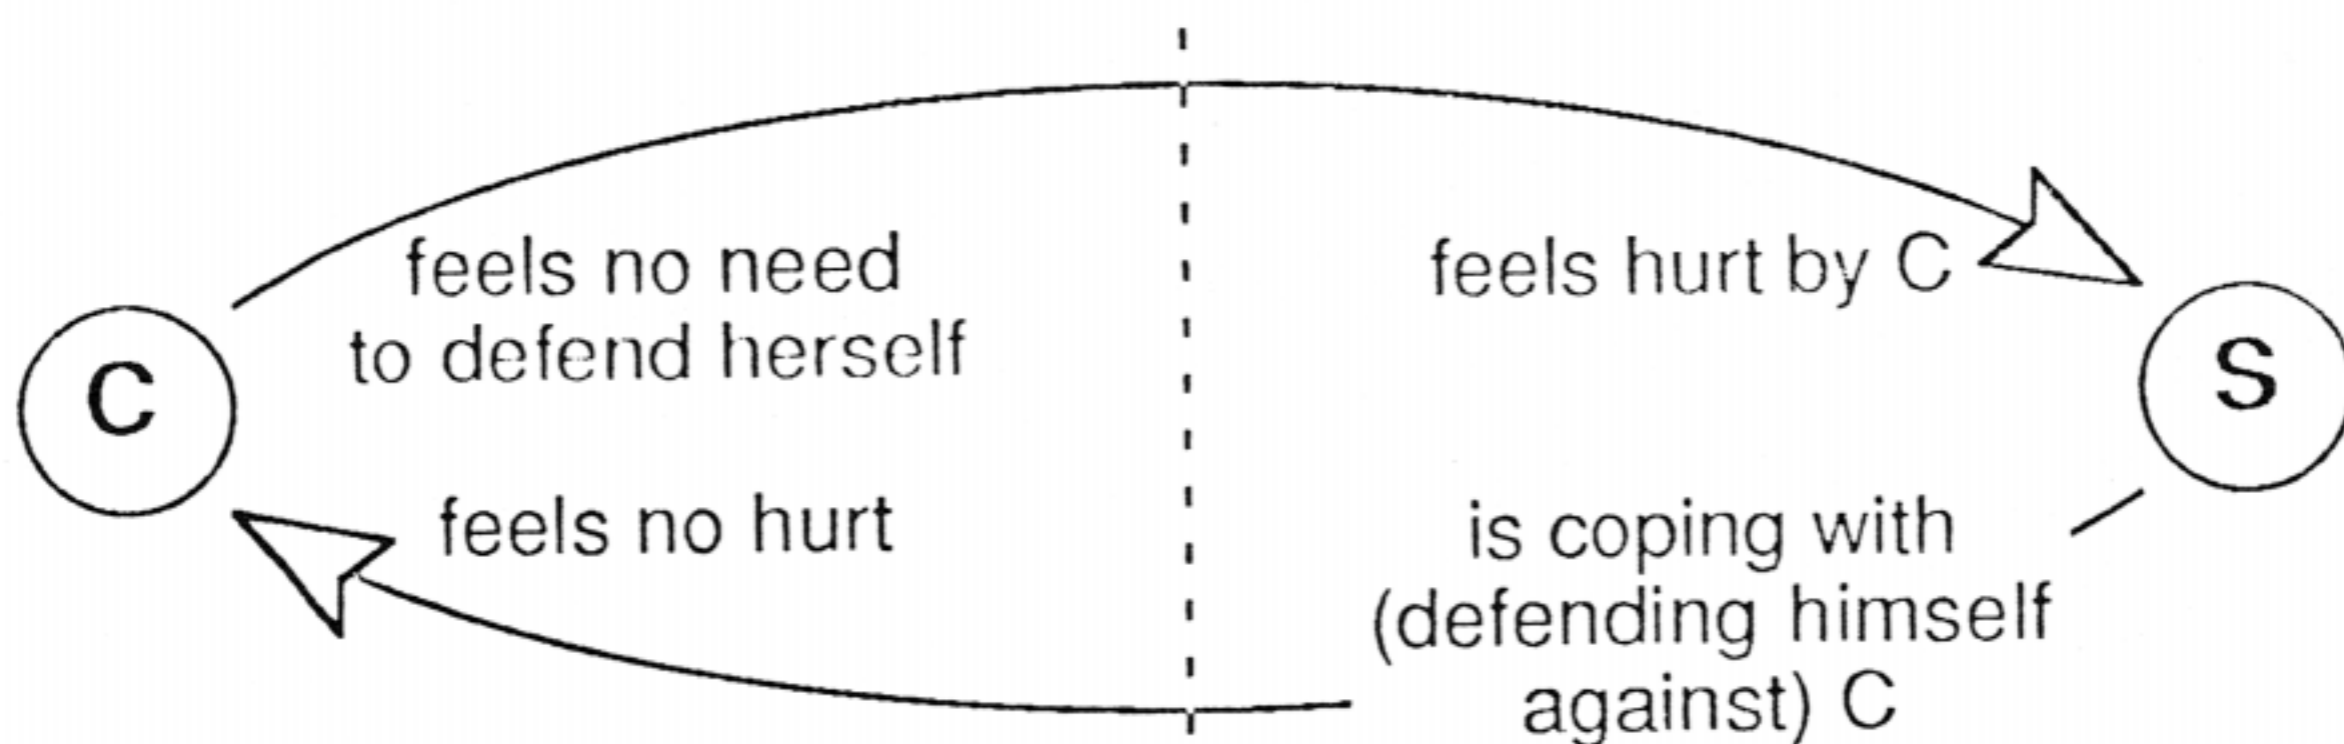 feels no need
to defend herself
feels hurt by C
C
S
feels no hurt
is coping with
(defending himself
against) C